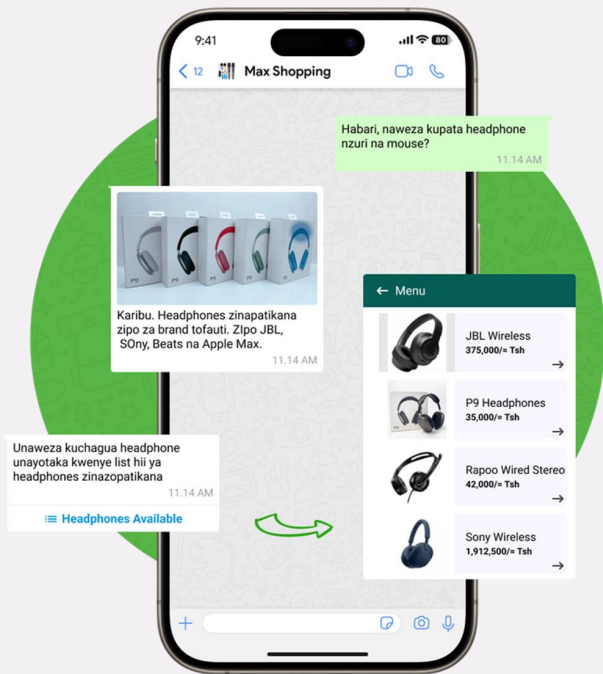 9:41
80
12
Max Shopping
Habari, naweza kupata headphone
nzuri na mouse?
11.14 AM
Karibu. Headphones zinapatikana
zipo za brand tofauti. ZIpo JBL,
SOny, Beats na Apple Max.
11.14 AM
Unaweza kuchagua headphone
unayotaka kwenye list hii ya
headphones zinazopatikana
11.14 AM
Headphones Available
Menu
JBL Wireless
375,000/= Tsh
P9 Headphones
35,000/= Tsh
Rapoo Wired Stereo
42,000/= Tsh
Sony Wireless
1,912,500/= Tsh